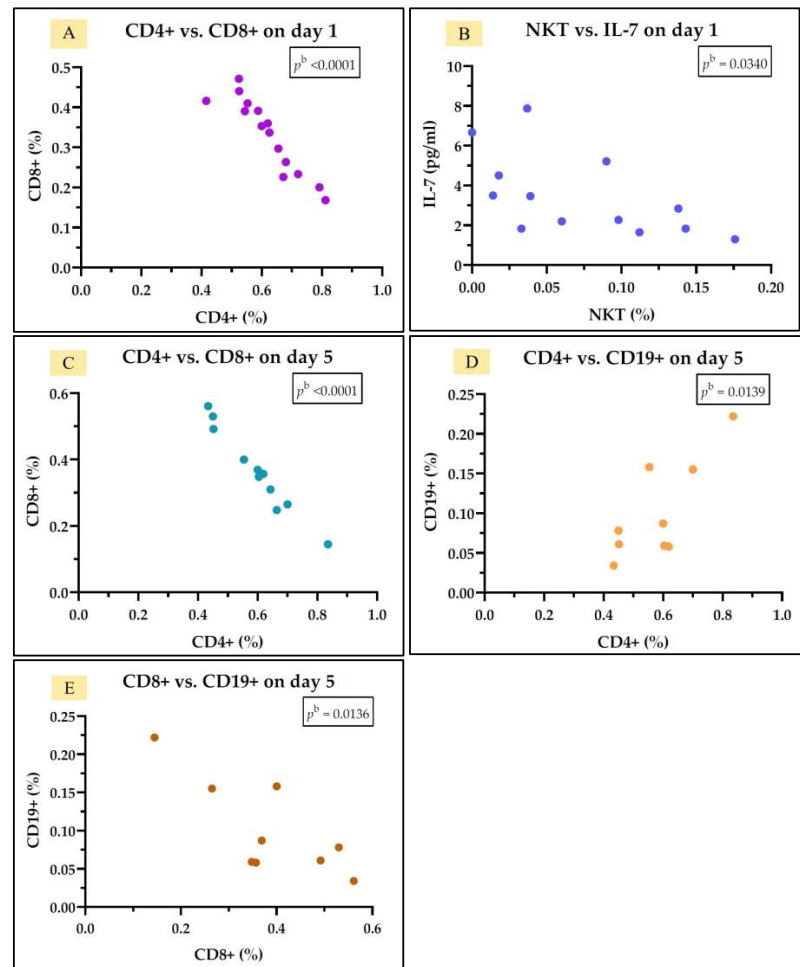 A
CD4+ vs. CD8+ on day 1
pᵇ <0.0001
0.5
0.4
0.3
0.2
0.1
0.0
CD8+ (%)
0.0 0.2 0.4 0.6 0.8 1.0
CD4+ (%)
B
NKT vs. IL-7 on day 1
pᵇ = 0.0340
10
8
6
4
2
0
IL-7 (pg/ml)
0.00 0.05 0.10 0.15 0.20
NKT (%)
C
CD4+ vs. CD8+ on day 5
pᵇ <0.0001
0.6
0.4
0.2
0.0
CD8+ (%)
0.0 0.2 0.4 0.6 0.8 1.0
CD4+ (%)
D
CD4+ vs. CD19+ on day 5
pᵇ = 0.0139
0.25
0.20
0.15
0.10
0.05
0.00
CD19+ (%)
0.0 0.2 0.4 0.6 0.8 1.0
CD4+ (%)
E
CD8+ vs. CD19+ on day 5
pᵇ = 0.0136
0.25
0.20
0.15
0.10
0.05
0.00
CD19+ (%)
0.0 0.2 0.4 0.6
CD8+ (%)